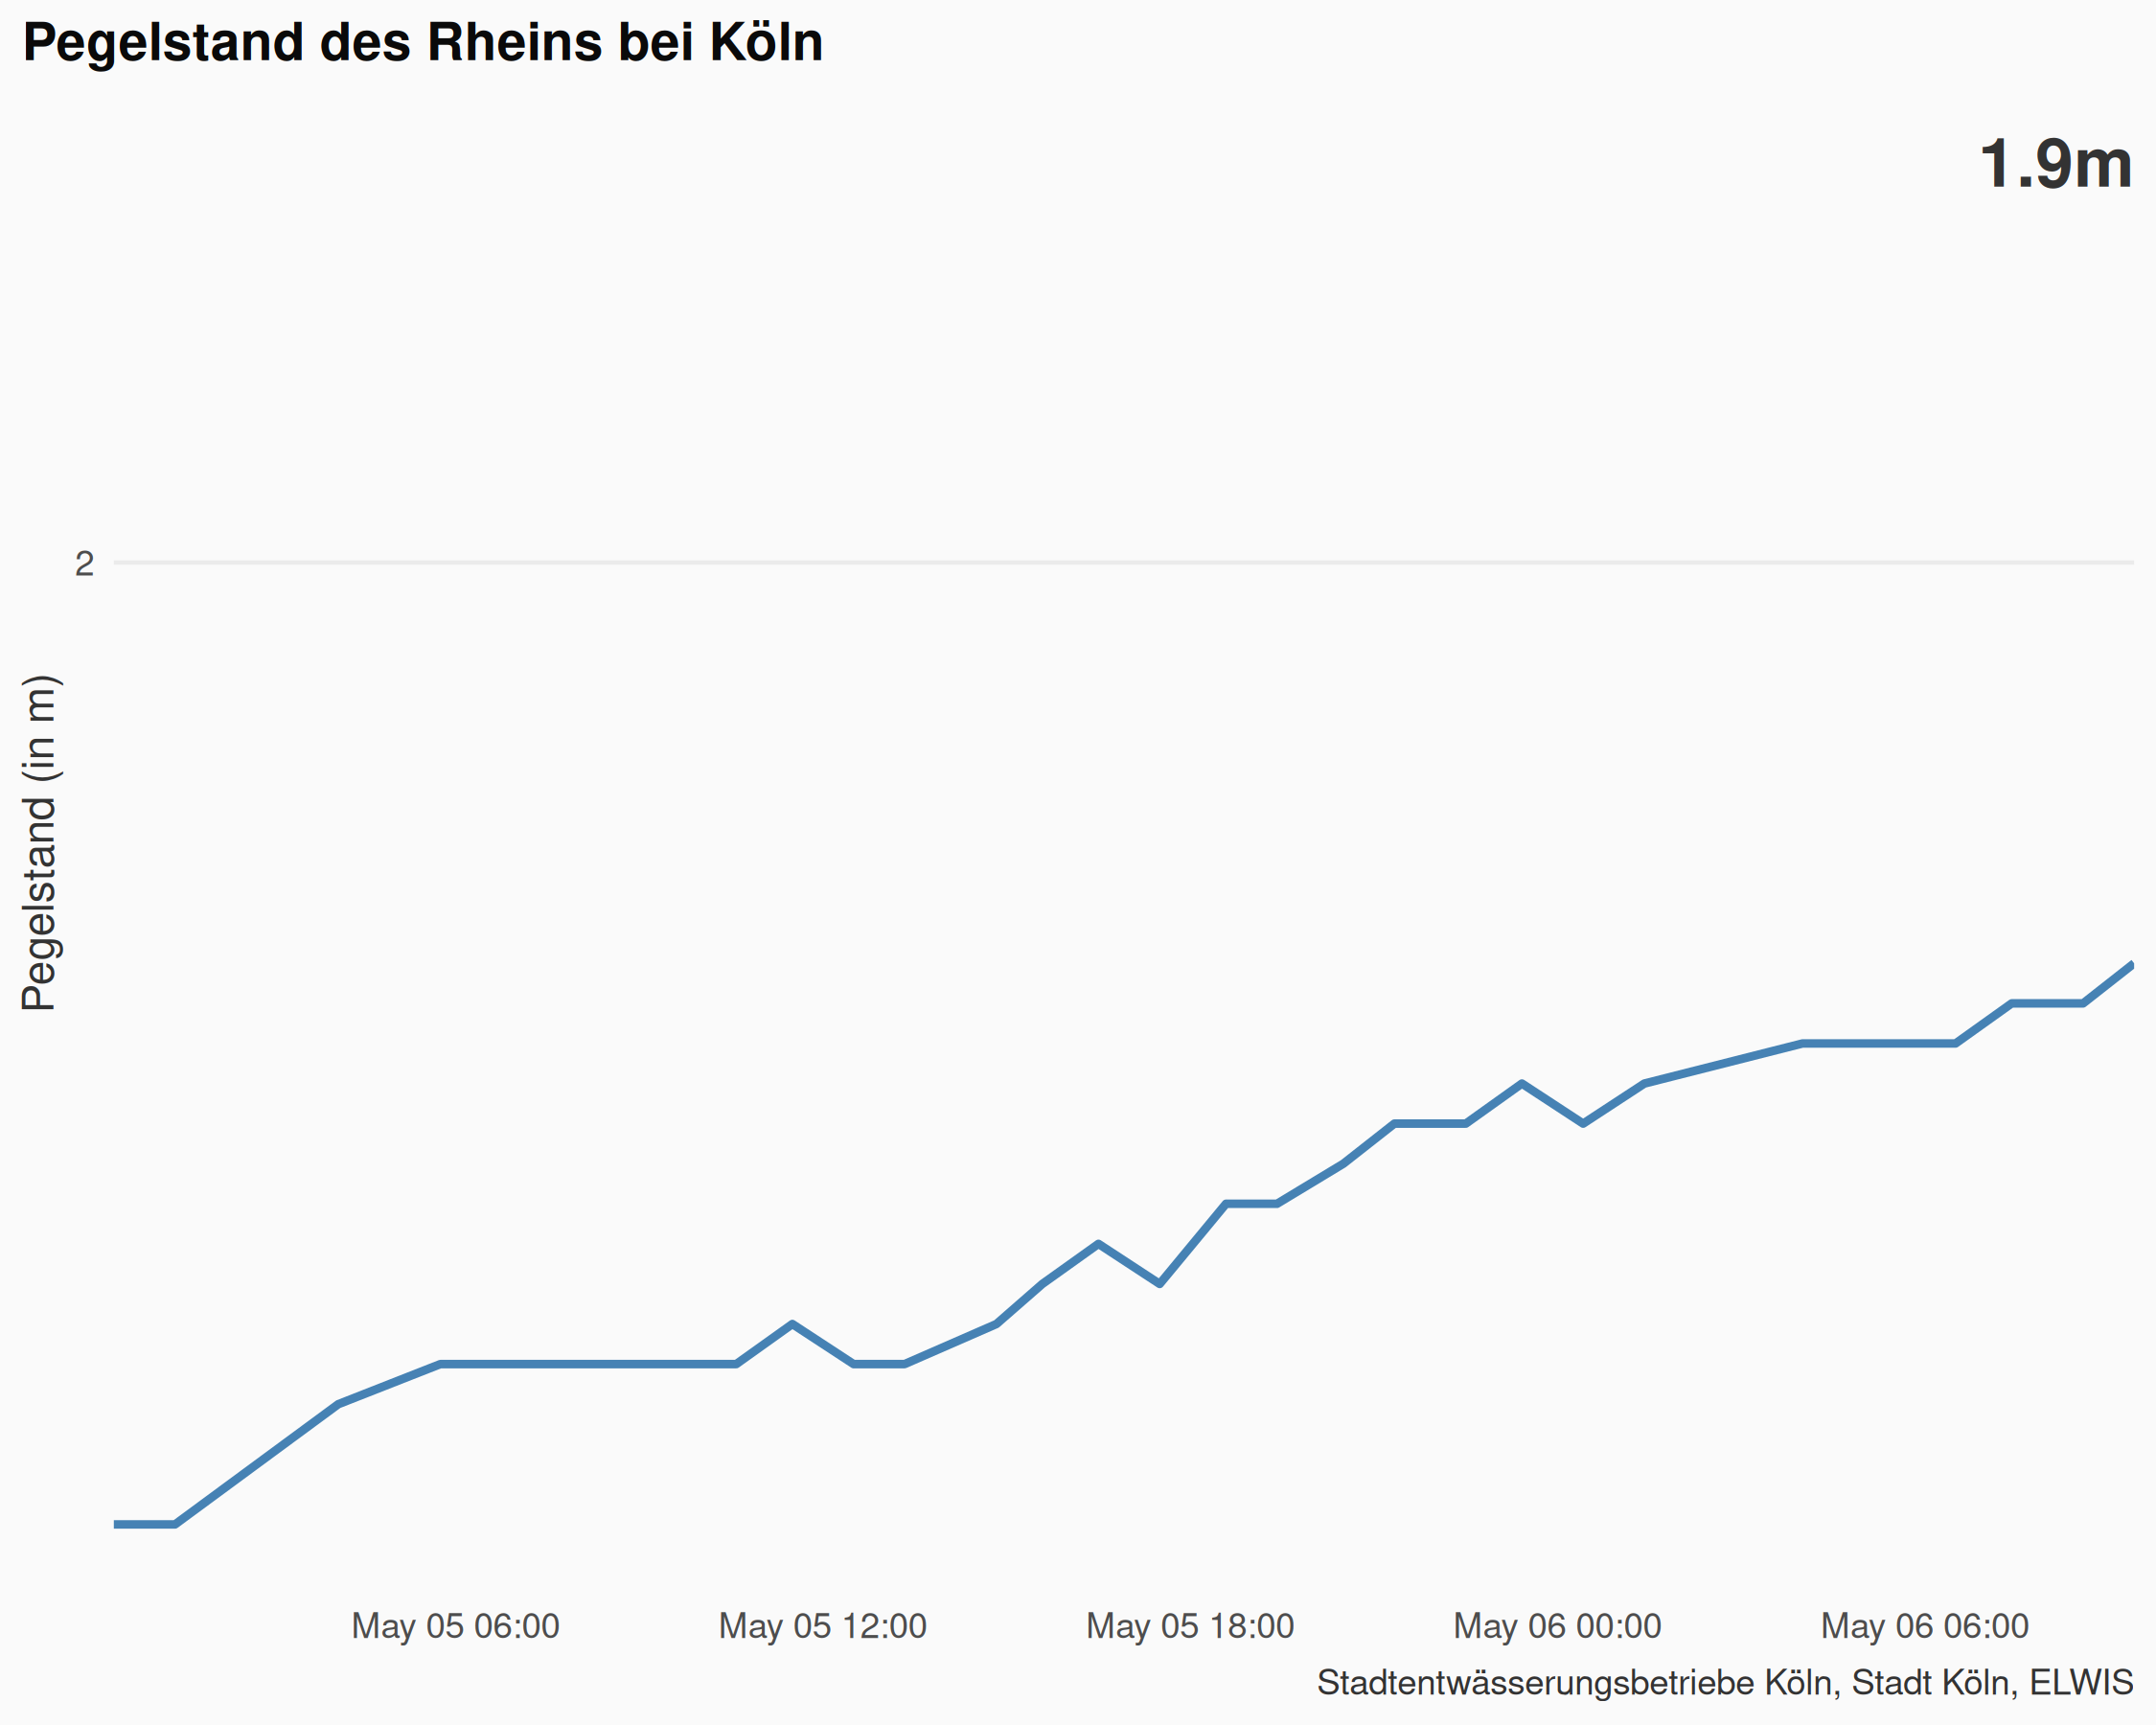 Pegelstand des Rheins bei Köln
1.9m
2
Pegelstand (in m)
May 05 06:00
May 05 12:00
May 05 18:00
May 06 00:00
May 06 06:00
Stadtentwässerungsbetriebe Köln, Stadt Köln, ELWIS